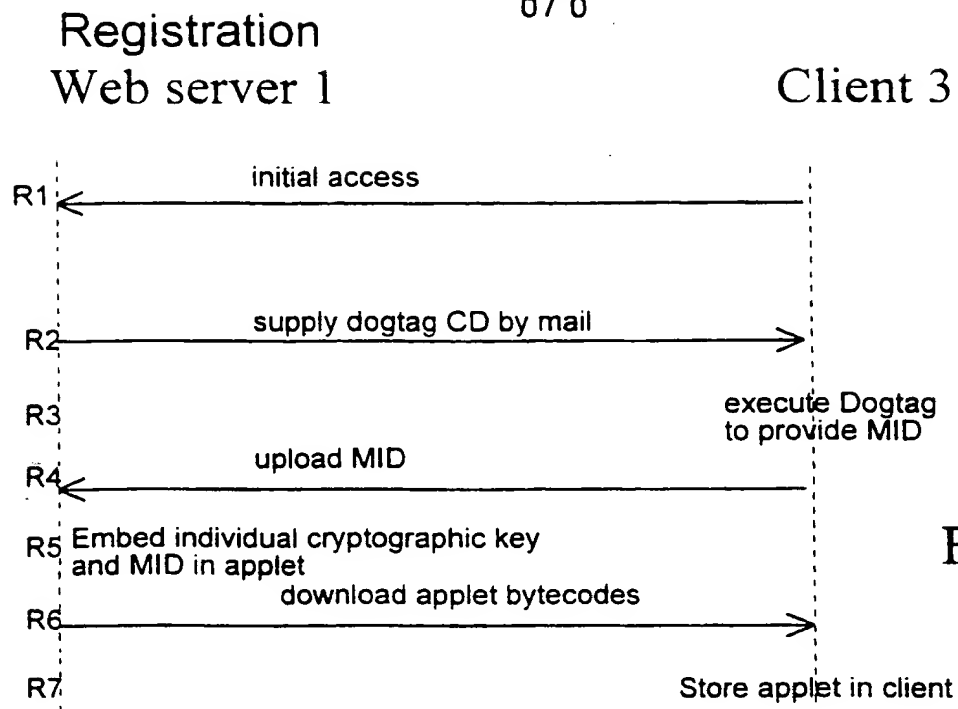 Registration
Web server 1
Client 3
R1
initial access
R2
supply dogtag CD by mail
R3
execute Dogtag
to provide MID
R4
upload MID
R5
Embed individual cryptographic key
and MID in applet
R6
download applet bytecodes
R7
Store applet in client